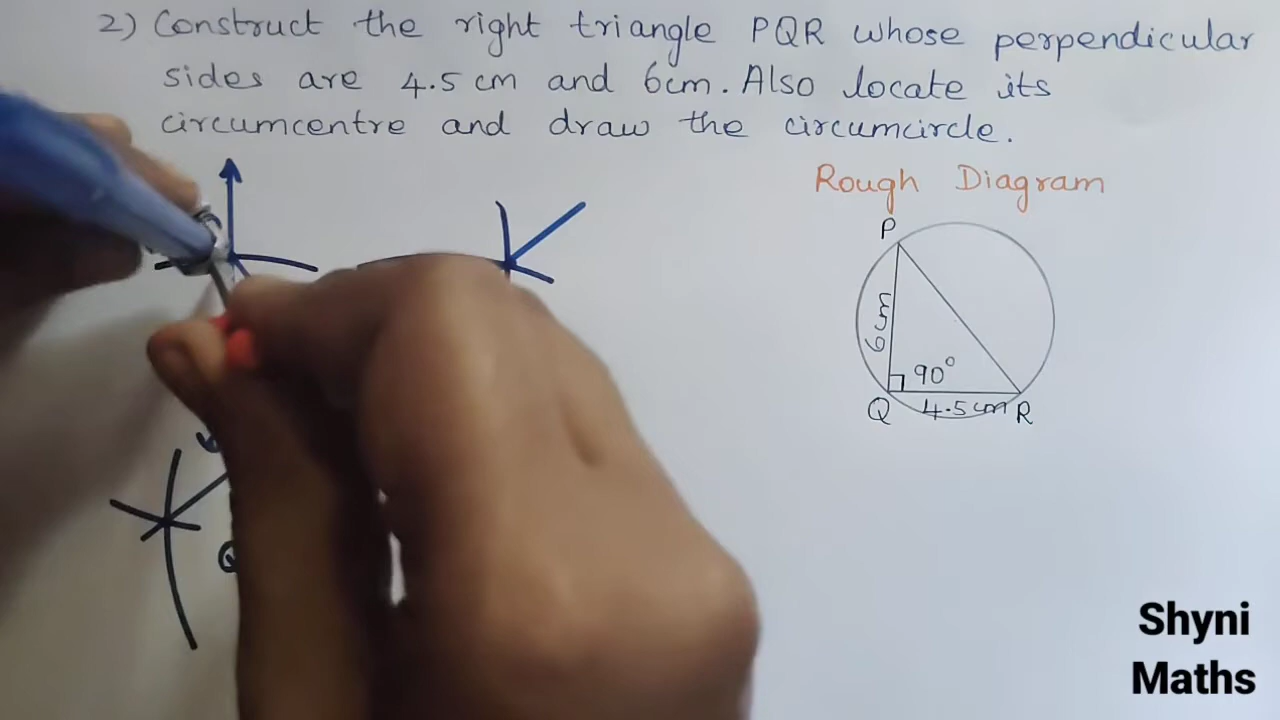 2) Construct the right triangle PQR whose perpendicular
sides are 4.5 cm and 6cm. Also locate its
circumcentre and draw the circumcircle.
Rough Diagram
P
6cm
90°
Q 4.5cm R
Q
Shyni
Maths